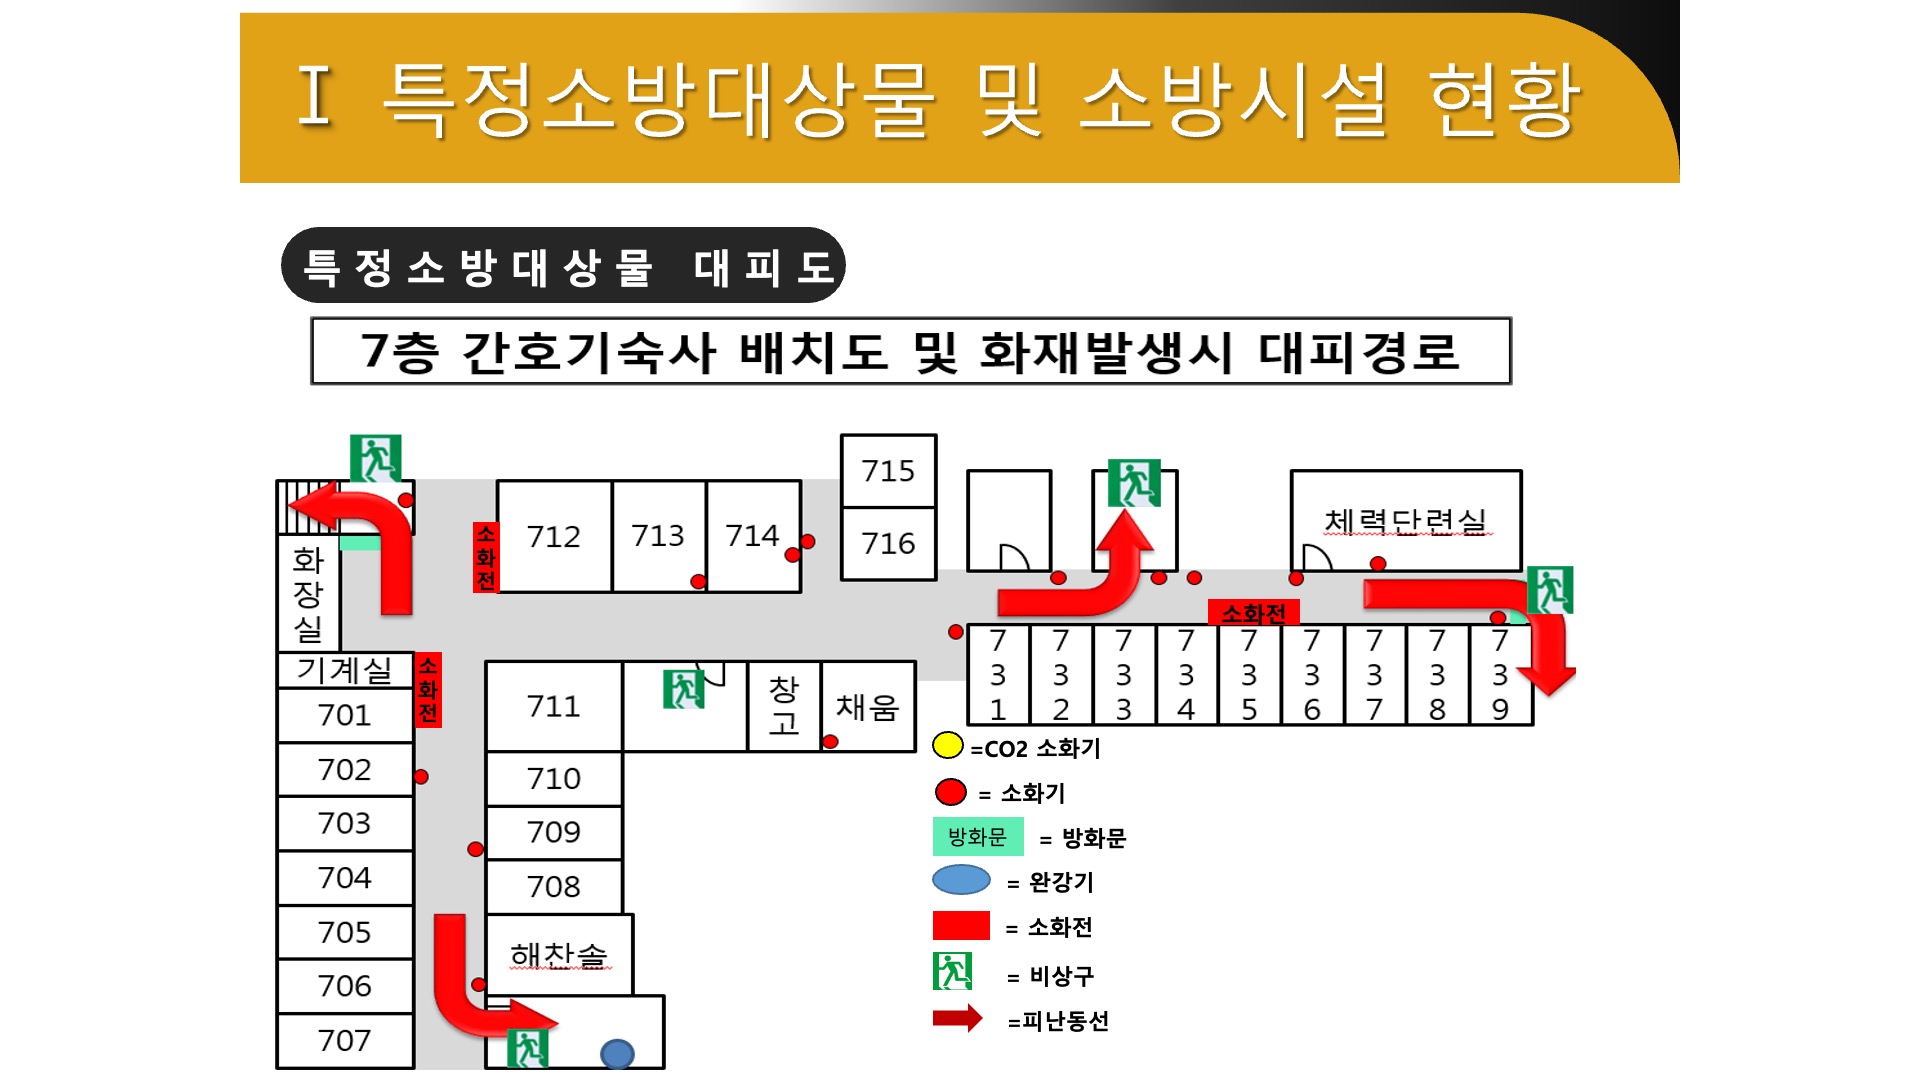 Ⅰ 특정소방대상물 및 소방시설 현황
특정소방대상물 대피도
7층 간호기숙사 배치도 및 화재발생시 대피경로
715
716
712
713
714
소화전
체력단련실
화장실
기계실
소화전
소화전
701
702
703
704
705
706
707
711
창고
채움
710
709
708
해찬솔
731
732
733
734
735
736
737
738
739
=CO2 소화기
= 소화기
방화문 = 방화문
= 완강기
= 소화전
= 비상구
=피난동선